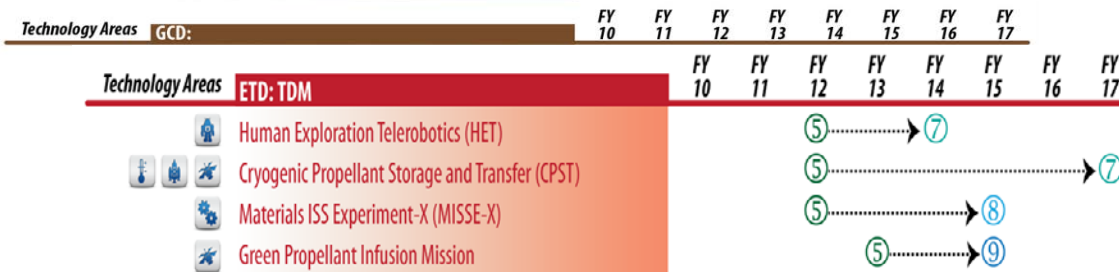 Technology Areas GCD: FY 10 FY 11 FY 12 FY 13 FY 14 FY 15 FY 16 FY 17
Technology Areas ETD: TDM FY 10 FY 11 FY 12 FY 13 FY 14 FY 15 FY 16 FY 17
Human Exploration Telerobotics (HET) 5 7
Cryogenic Propellant Storage and Transfer (CPST) 5 7
Materials ISS Experiment-X (MISSE-X) 5 8
Green Propellant Infusion Mission 5 9